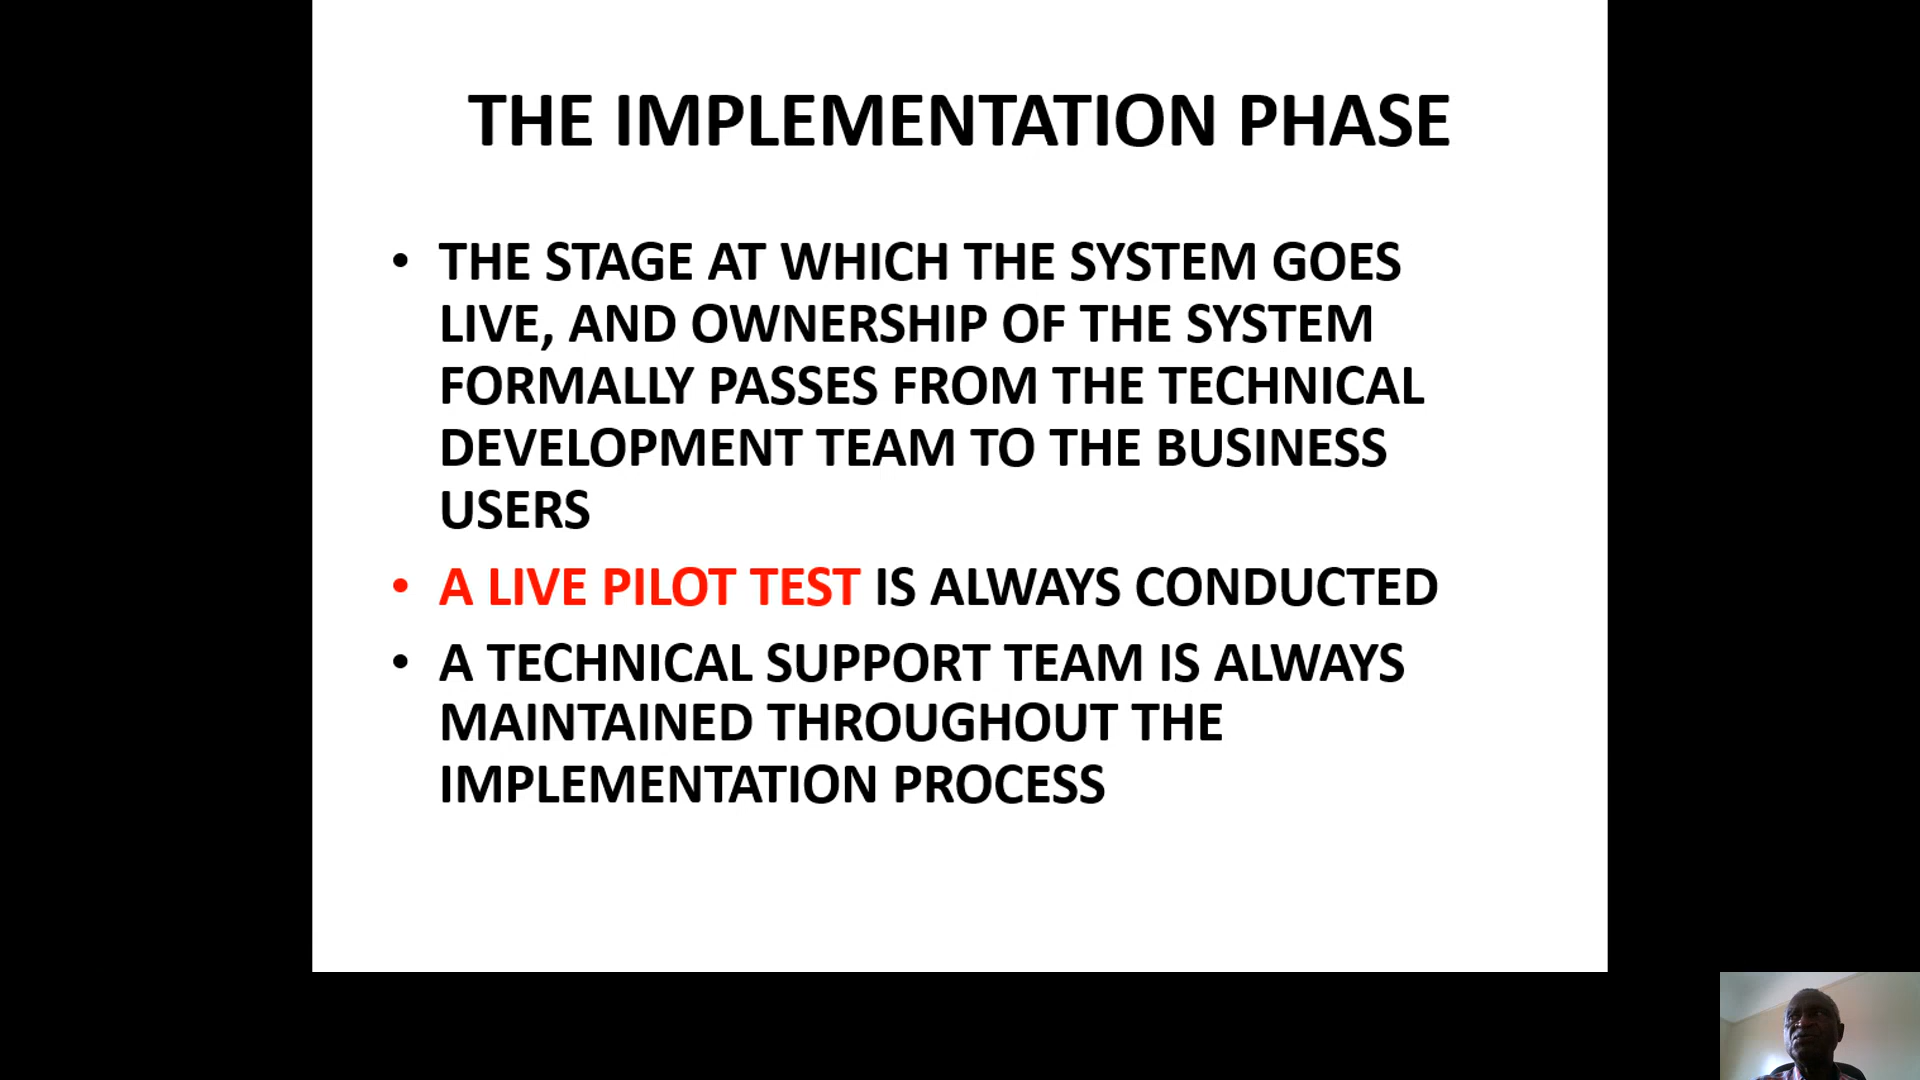 THE IMPLEMENTATION PHASE
• THE STAGE AT WHICH THE SYSTEM GOES
LIVE, AND OWNERSHIP OF THE SYSTEM
FORMALLY PASSES FROM THE TECHNICAL
DEVELOPMENT TEAM TO THE BUSINESS
USERS
• A LIVE PILOT TEST IS ALWAYS CONDUCTED
• A TECHNICAL SUPPORT TEAM IS ALWAYS
MAINTAINED THROUGHOUT THE
IMPLEMENTATION PROCESS